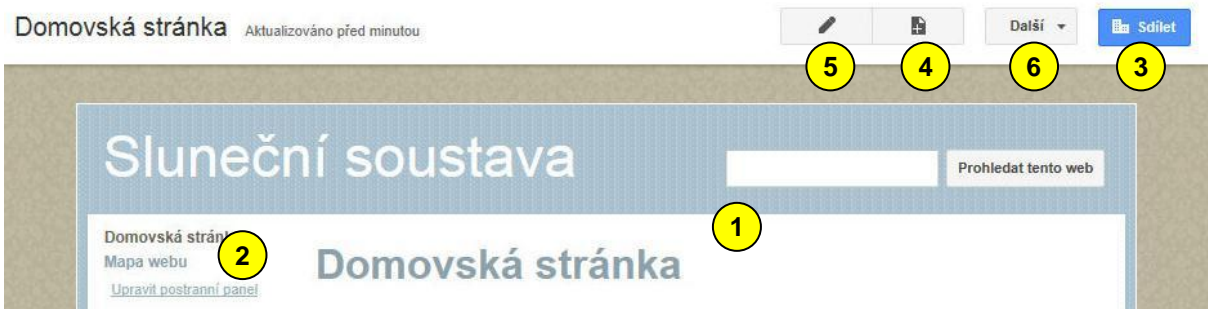 Domovská stránka Aktualizováno před minutou Další Sdílet
5 4 6 3
Sluneční soustava
Prohledat tento web
1
Domovská stránk
2
Mapa webu
Domovská stránka
Upravit postranní panel